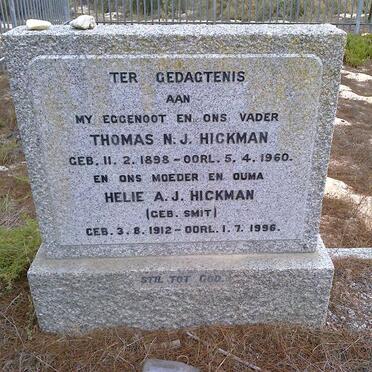 TER GEDAGTENIS
AAN
MY EGGENOOT EN ONS VADER
THOMAS N. J. HICKMAN
GEB. 11. 2. 1898 – OORL. 5. 4. 1960.
EN ONS MOEDER EN OUMA
HELIE A. J. HICKMAN
(GEB. SMIT)
GEB. 3. 8. 1912 – OORL. 1. 7. 1996.
STIL TOT GOD.